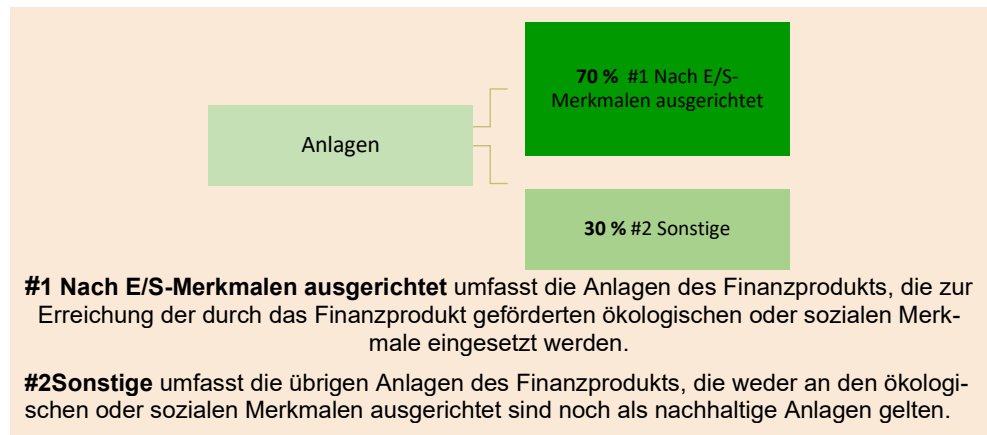 70 % #1 Nach E/S-
Merkmalen ausgerichtet
Anlagen
30 % #2 Sonstige
#1 Nach E/S-Merkmalen ausgerichtet umfasst die Anlagen des Finanzprodukts, die zur
Erreichung der durch das Finanzprodukt geförderten ökologischen oder sozialen Merk-
male eingesetzt werden.
#2Sonstige umfasst die übrigen Anlagen des Finanzprodukts, die weder an den ökologi-
schen oder sozialen Merkmalen ausgerichtet sind noch als nachhaltige Anlagen gelten.